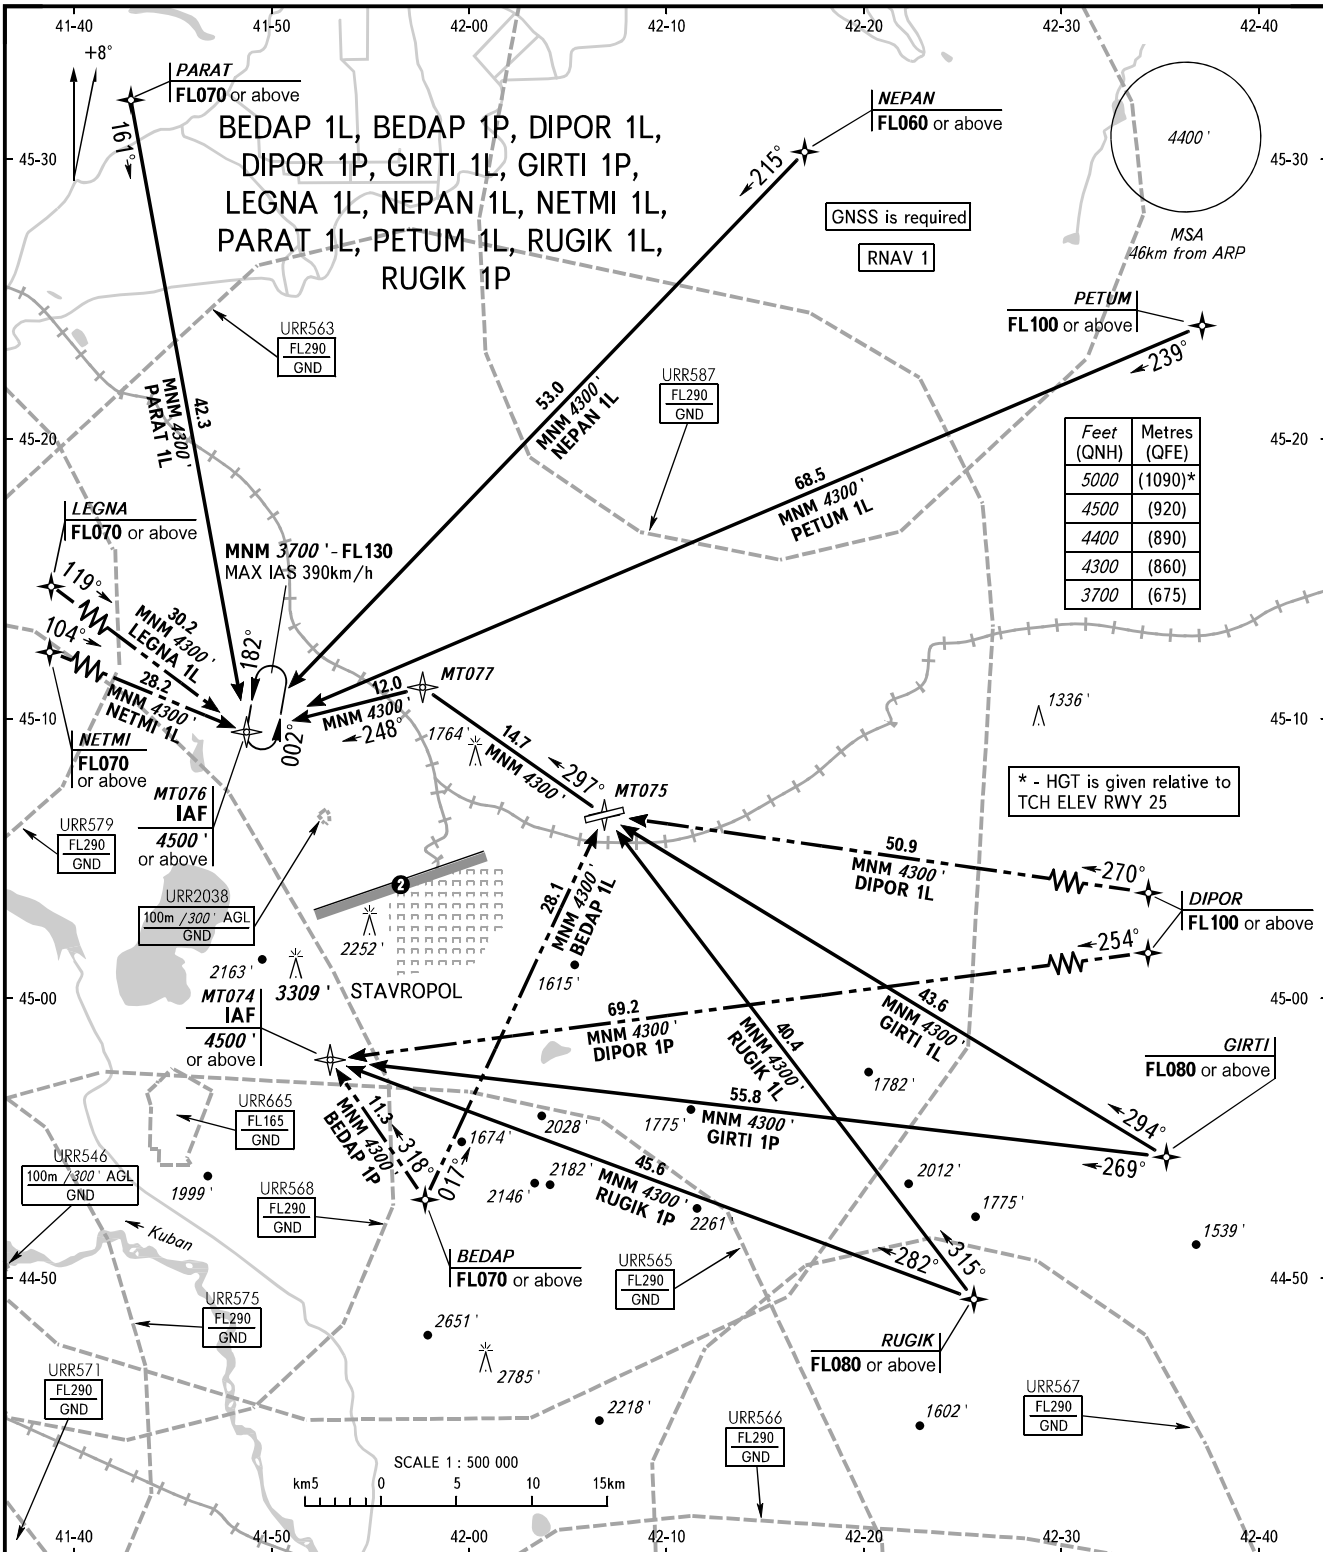 41-40
41-50
42-00
42-10
42-20
42-30
42-40
+8°
PARAT
FL070 or above
161°
BEDAP 1L, BEDAP 1P, DIPOR 1L,
DIPOR 1P, GIRTI 1L, GIRTI 1P,
LEGNA 1L, NEPAN 1L, NETMI 1L,
PARAT 1L, PETUM 1L, RUGIK 1L,
RUGIK 1P
NEPAN
FL060 or above
215°
4400'
45-30
45-30
GNSS is required
RNAV 1
MSA
46km from ARP
PETUM
FL100 or above
239°
URR563
FL290
GND
URR587
FL290
GND
42.3
MNM 4300'
PARAT 1L
53.0
MNM 4300'
NEPAN 1L
68.5
MNM 4300'
PETUM 1L
45-20
45-20
Feet (QNH) Metres (QFE)
5000 (1090)*
4500 (920)
4400 (890)
4300 (860)
3700 (675)
LEGNA
FL070 or above
MNM 3700'-FL130
MAX IAS 390km/h
119°
30.2
MNM 4300'
LEGNA 1L
104°
28.2
MNM 4300'
NETMI 1L
182°
002°
MT077
12.0
MNM 4300'
248°
14.7
MNM 4300'
297°
MT075
1764'
1336'
45-10
45-10
NETMI
FL070
or above
MT076
IAF
4500'
or above
* - HGT is given relative to
TCH ELEV RWY 25
URR579
FL290
GND
URR2038
100m /300' AGL
GND
2
2252'
2163'
3309'
STAVROPOL
50.9
MNM 4300'
DIPOR 1L
270°
DIPOR
FL100 or above
254°
28.1
MNM 4300'
BEDAP 1L
1615'
45-00
45-00
MT074
IAF
4500'
or above
69.2
MNM 4300'
DIPOR 1P
40.4
MNM 4300'
RUGIK 1L
43.6
MNM 4300'
GIRTI 1L
GIRTI
FL080 or above
294°
269°
1782'
55.8
MNM 4300'
GIRTI 1P
1775'
URR665
FL165
GND
11.3
MNM 4300'
BEDAP 1P
318°
017°
1674'
2028'
2182'
2146'
45.6
MNM 4300'
RUGIK 1P
2261'
2012'
1775'
1539'
URR546
100m /300' AGL
GND
1999'
URR568
FL290
GND
Kuban
BEDAP
FL070 or above
URR565
FL290
GND
282°
315°
44-50
44-50
URR575
FL290
GND
2651'
2785'
RUGIK
FL080 or above
URR571
FL290
GND
2218'
1602'
URR566
FL290
GND
URR567
FL290
GND
SCALE 1 : 500 000
km5 0 5 10 15km
41-40
41-50
42-00
42-10
42-20
42-30
42-40